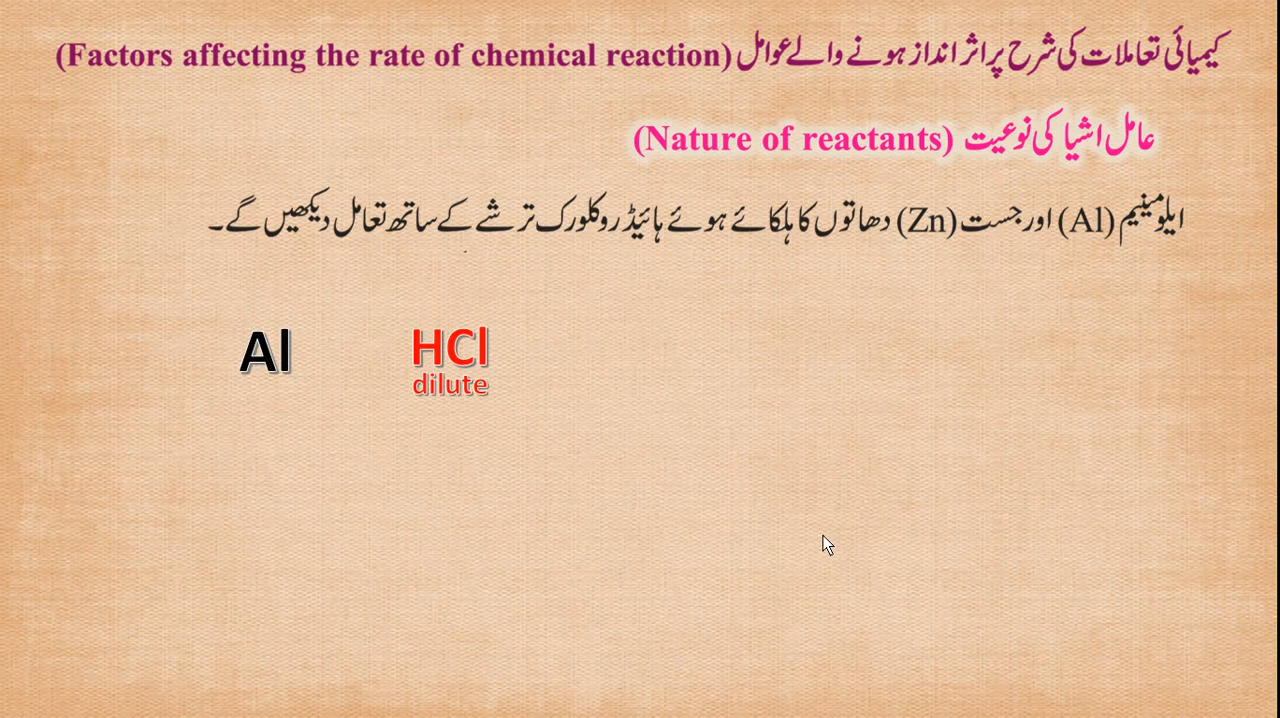 کیمیائی تعاملات کی شرح پر اثر انداز ہونے والے عوامل (Factors affecting the rate of chemical reaction)
عامل اشیا کی نوعیت (Nature of reactants)
ایلومینیم (Al) اور جست (Zn) دھاتوں کا ہلکائے ہوئے ہائیڈروکلورک ترشے کے ساتھ تعامل دیکھیں گے۔
Al HCl
dilute